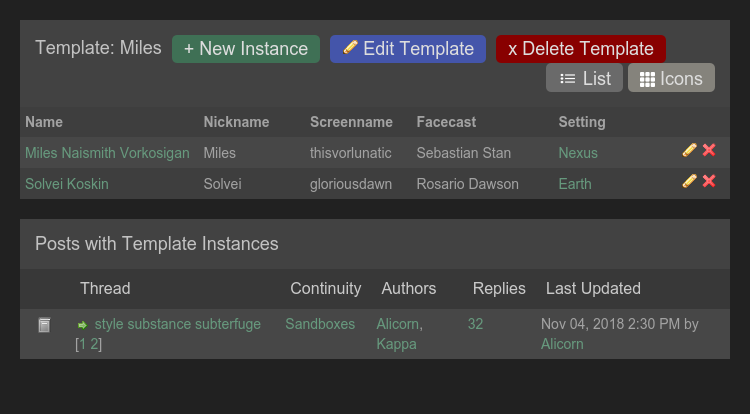 Template: Miles + New Instance Edit Template x Delete Template
List Icons
Name Nickname Screenname Facecast Setting
Miles Naismith Vorkosigan Miles thisvorlunatic Sebastian Stan Nexus
Solvei Koskin Solvei gloriousdawn Rosario Dawson Earth
Posts with Template Instances
Thread Continuity Authors Replies Last Updated
style substance subterfuge Sandboxes Alicorn, 32 Nov 04, 2018 2:30 PM by
[1 2] Kappa Alicorn